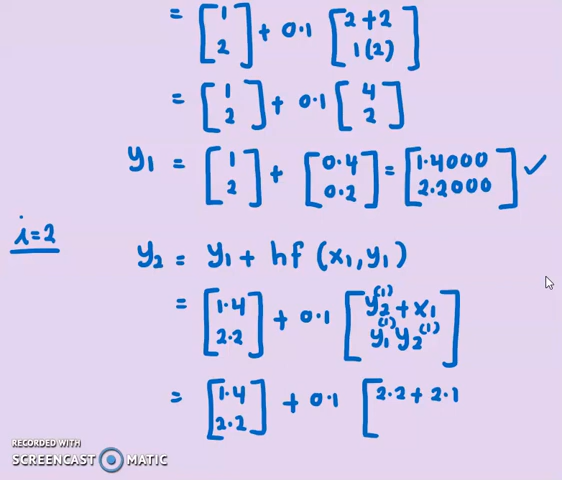 = [1 2] + 0.1 [2+2 1(2)]
= [1 2] + 0.1 [4 2]
y₁ = [1 2] + [0.4 0.2] = [1.4000 2.2000] ✓
i=2
y₂ = y₁ + hf (x₁, y₁)
= [1.4 2.2] + 0.1 [y₂⁽¹⁾ + x₁ y₁⁽¹⁾ y₂⁽¹⁾]
= [1.4 2.2] + 0.1 [2.2 + 2.1
RECORDED WITH
SCREENCAST MATIC